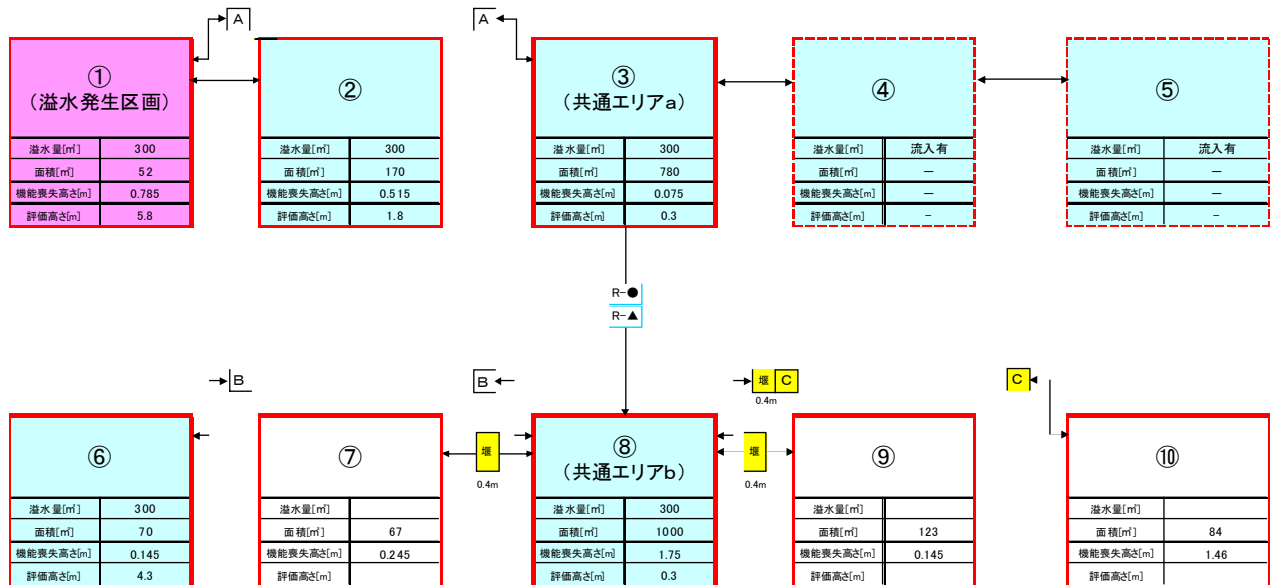 A
A
①
(溢水発生区画)
溢水量[㎥] 300
面積[㎡] 52
機能喪失高さ[m] 0.785
評価高さ[m] 5.8
②
溢水量[㎥] 300
面積[㎡] 170
機能喪失高さ[m] 0.515
評価高さ[m] 1.8
③
(共通エリアa)
溢水量[㎥] 300
面積[㎡] 780
機能喪失高さ[m] 0.075
評価高さ[m] 0.3
④
溢水量[㎥] 流入有
面積[㎡] －
機能喪失高さ[m] －
評価高さ[m] -
⑤
溢水量[㎥] 流入有
面積[㎡] －
機能喪失高さ[m] －
評価高さ[m] -
R-●
R-▲
B
B
堰 C
0.4m
C
⑥
溢水量[㎥] 300
面積[㎡] 70
機能喪失高さ[m] 0.145
評価高さ[m] 4.3
⑦
溢水量[㎥]
面積[㎡] 67
機能喪失高さ[m] 0.245
評価高さ[m]
堰
0.4m
⑧
(共通エリアb)
溢水量[㎥] 300
面積[㎡] 1000
機能喪失高さ[m] 1.75
評価高さ[m] 0.3
堰
0.4m
⑨
溢水量[㎥]
面積[㎡] 123
機能喪失高さ[m] 0.145
評価高さ[m]
⑩
溢水量[㎥]
面積[㎡] 84
機能喪失高さ[m] 1.46
評価高さ[m]